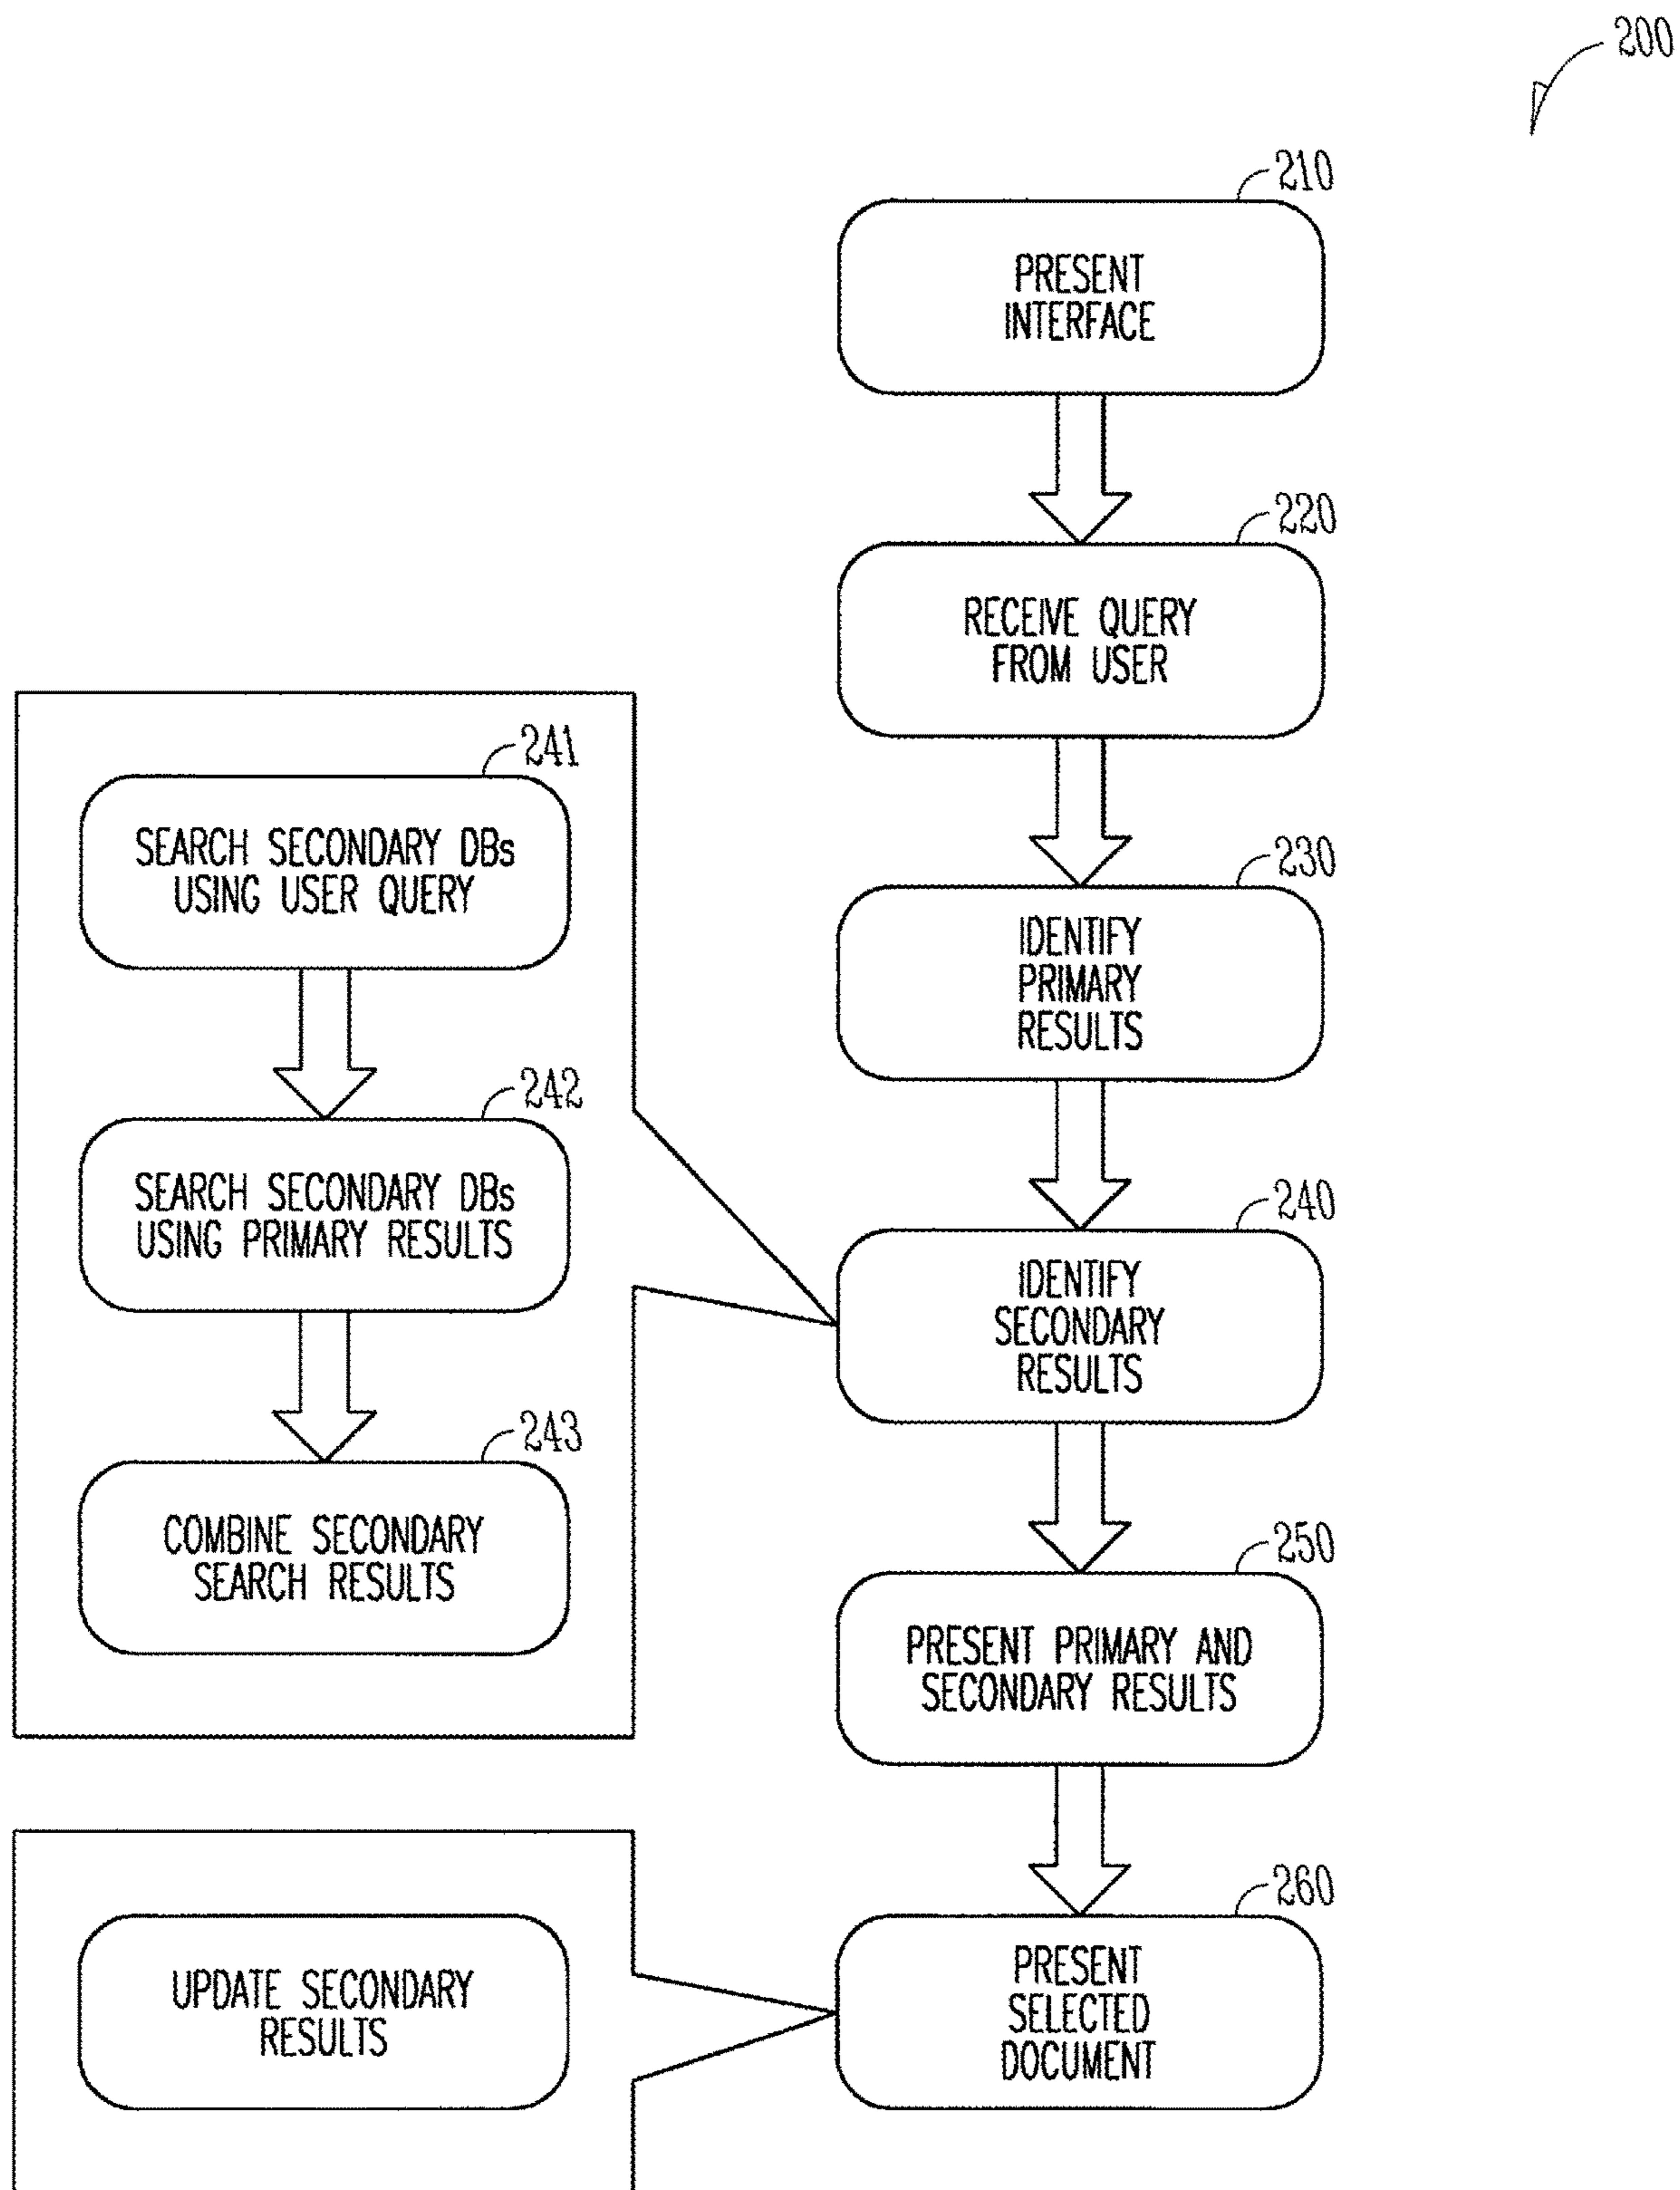 200
210
PRESENT
INTERFACE
220
RECEIVE QUERY
FROM USER
230
IDENTIFY
PRIMARY
RESULTS
240
IDENTIFY
SECONDARY
RESULTS
241
SEARCH SECONDARY DBs
USING USER QUERY
242
SEARCH SECONDARY DBs
USING PRIMARY RESULTS
243
COMBINE SECONDARY
SEARCH RESULTS
250
PRESENT PRIMARY AND
SECONDARY RESULTS
260
PRESENT
SELECTED
DOCUMENT
UPDATE SECONDARY
RESULTS